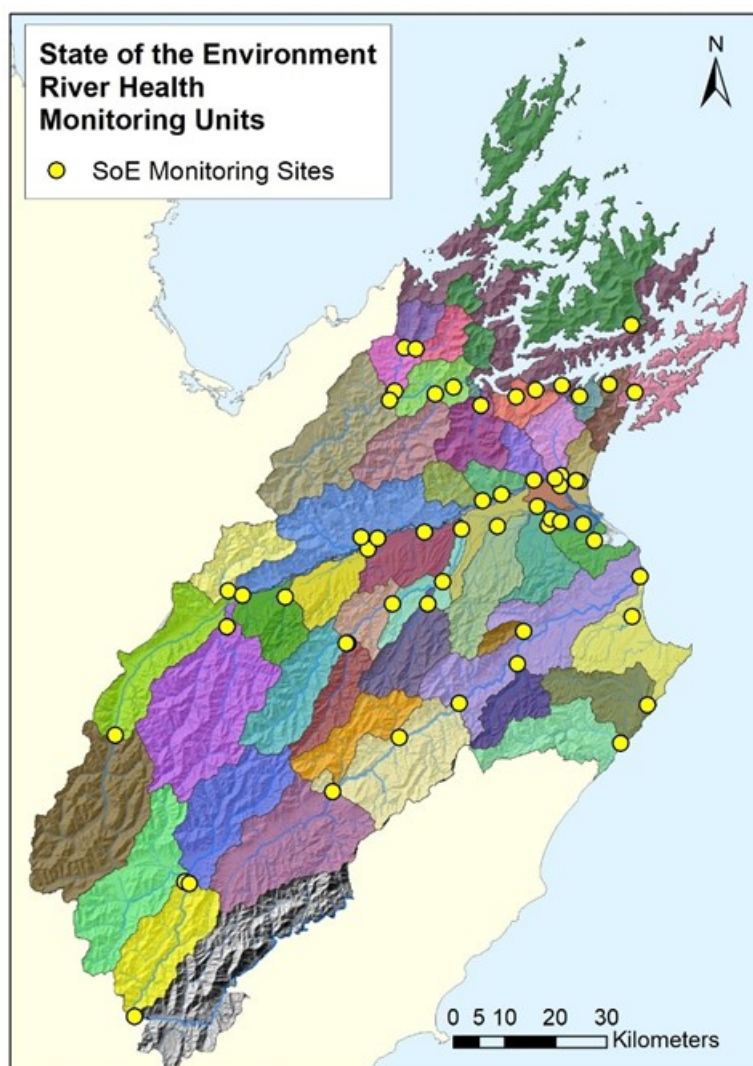 State of the Environment
River Health
Monitoring Units
SoE Monitoring Sites
N
0 5 10 20 30
Kilometers